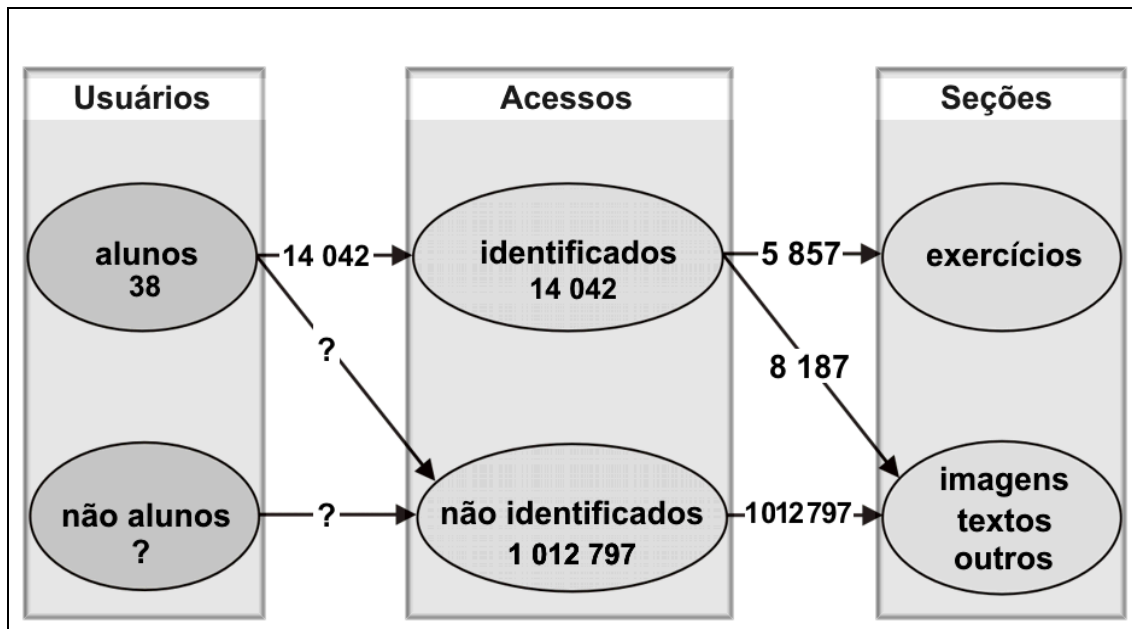 Usuários
Acessos
Seções
alunos
38
14 042
identificados
14 042
5 857
exercícios
?
8 187
não alunos
?
?
não identificados
1 012 797
1012797
imagens
textos
outros